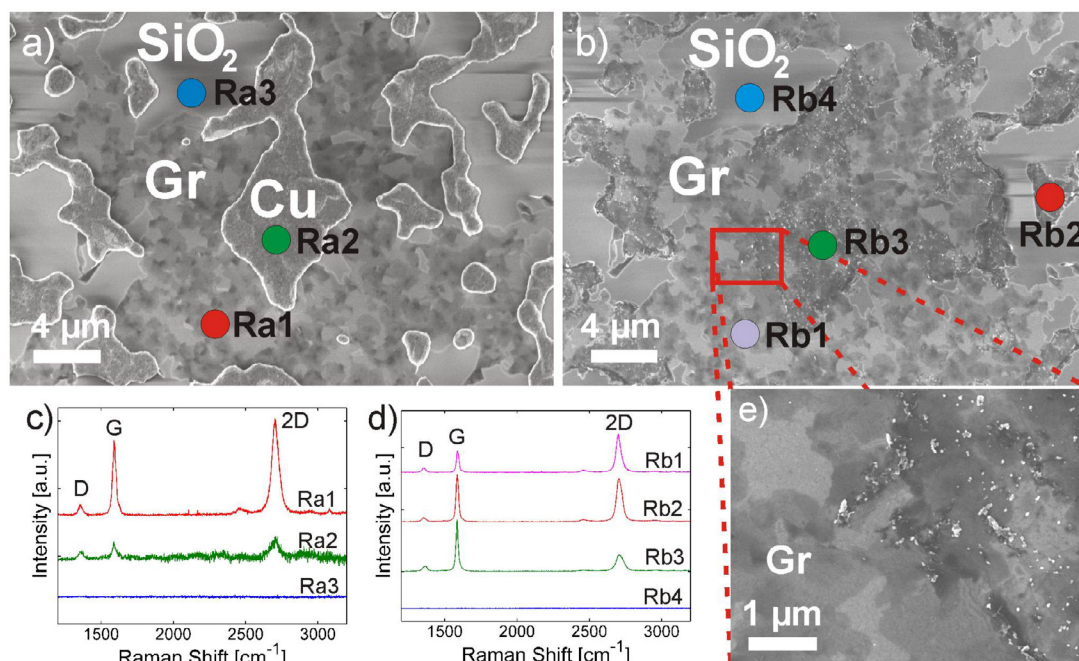 a)
SiO2
Ra3
Gr
Cu
Ra2
Ra1
4 µm
b)
SiO2
Rb4
Gr
Rb2
Rb3
Rb1
4 µm
c)
2D
G
D
Ra1
Ra2
Ra3
Intensity [a.u.]
1500 2000 2500 3000
Raman Shift [cm-1]
d)
2D
G
D
Rb1
Rb2
Rb3
Rb4
Intensity [a.u.]
1500 2000 2500 3000
Raman Shift [cm-1]
e)
Gr
1 µm